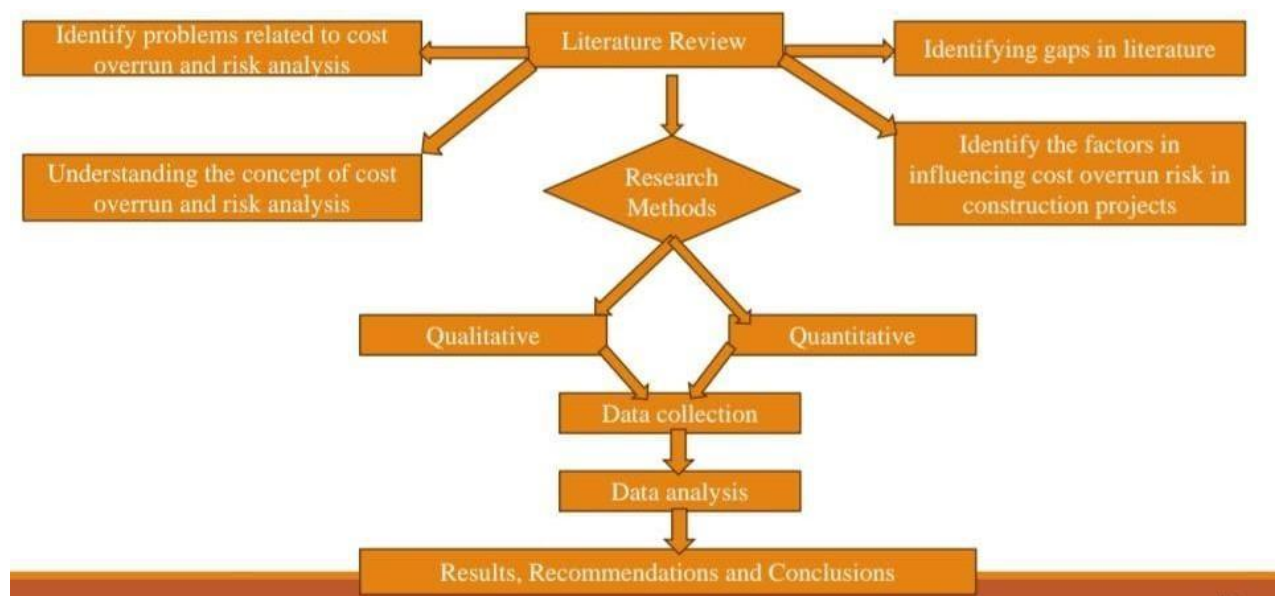 Identify problems related to cost
overrun and risk analysis
Literature Review
Identifying gaps in literature
Understanding the concept of cost
overrun and risk analysis
Research
Methods
Identify the factors in
influencing cost overrun risk in
construction projects
Qualitative
Quantitative
Data collection
Data analysis
Results, Recommendations and Conclusions